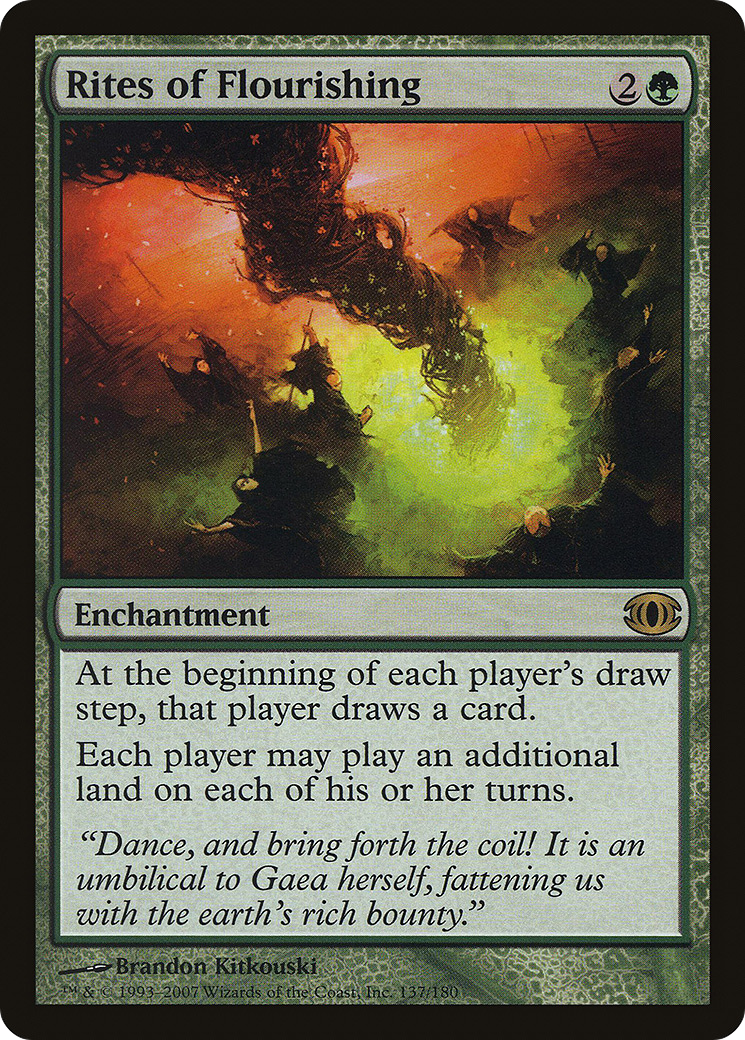 Rites of Flourishing 2
Enchantment
At the beginning of each player's draw
step, that player draws a card.
Each player may play an additional
land on each of his or her turns.
“Dance, and bring forth the coil! It is an
umbilical to Gaea herself, fattening us
with the earth's rich bounty.”
Brandon Kitkouski
™ & © 1993–2007 Wizards of the Coast, Inc. 137/180